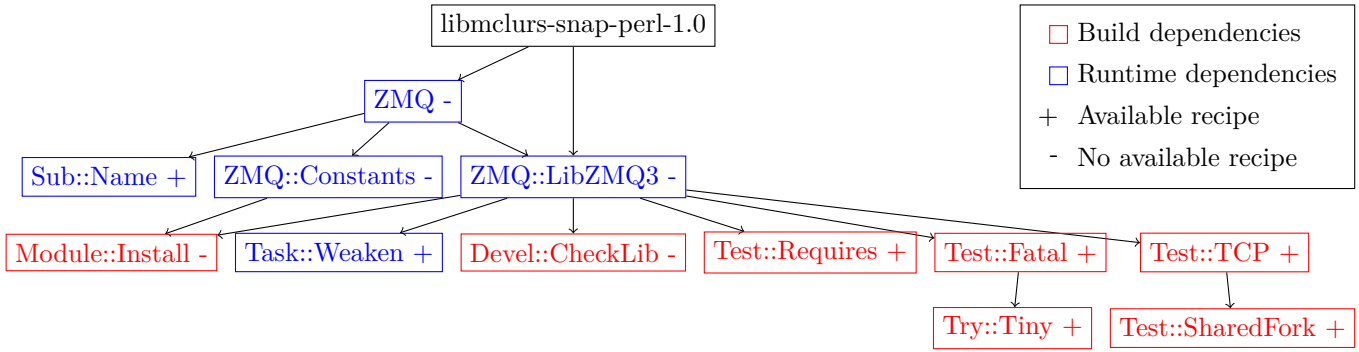 libmclurs-snap-perl-1.0
Build dependencies
Runtime dependencies
+ Available recipe
- No available recipe
ZMQ -
Sub::Name +
ZMQ::Constants -
ZMQ::LibZMQ3 -
Module::Install -
Task::Weaken +
Devel::CheckLib -
Test::Requires +
Test::Fatal +
Test::TCP +
Try::Tiny +
Test::SharedFork +